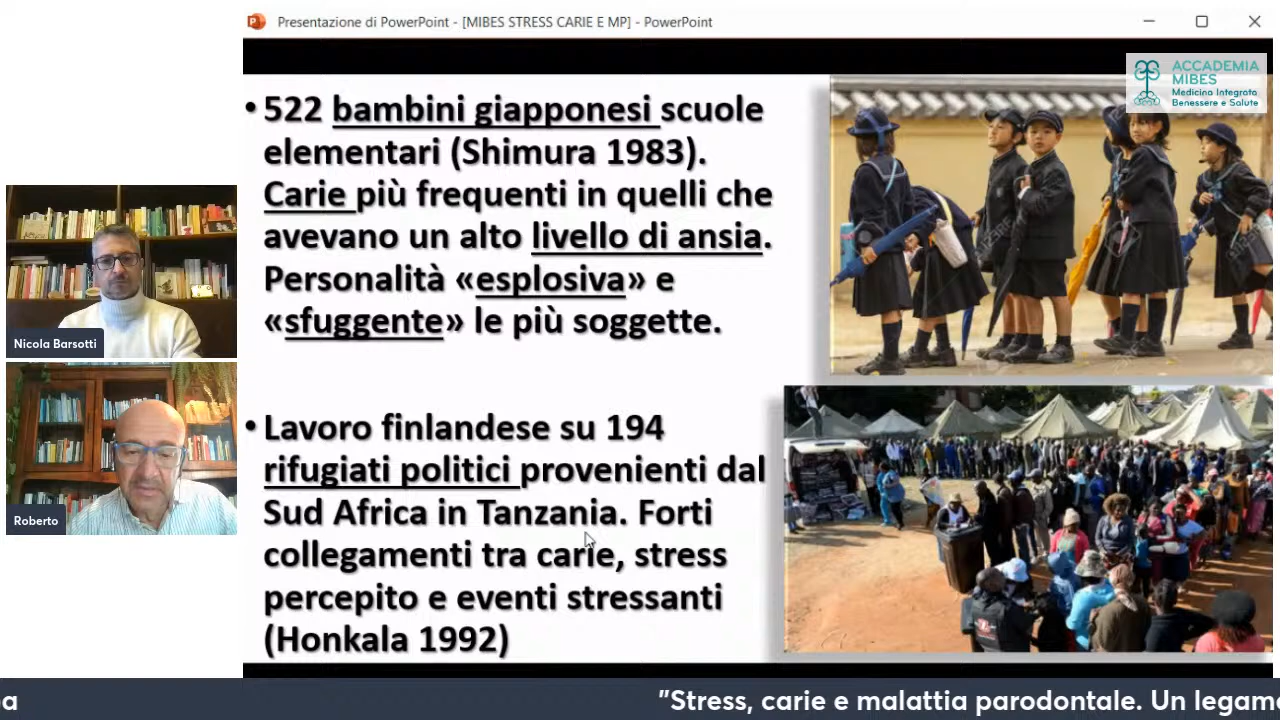 Presentazione di PowerPoint - [MIBES STRESS CARIE E MP] - PowerPoint
ACCADEMIA
MIBES
Medicina Integrata
Benessere e Salute
• 522 bambini giapponesi scuole
elementari (Shimura 1983).
Carie più frequenti in quelli che
avevano un alto livello di ansia.
Personalità «esplosiva» e
«sfuggente» le più soggette.
• Lavoro finlandese su 194
rifugiati politici provenienti dal
Sud Africa in Tanzania. Forti
collegamenti tra carie, stress
percepito e eventi stressanti
(Honkala 1992)
Nicola Barsotti
Roberto
"Stress, carie e malattia parodontale. Un legam